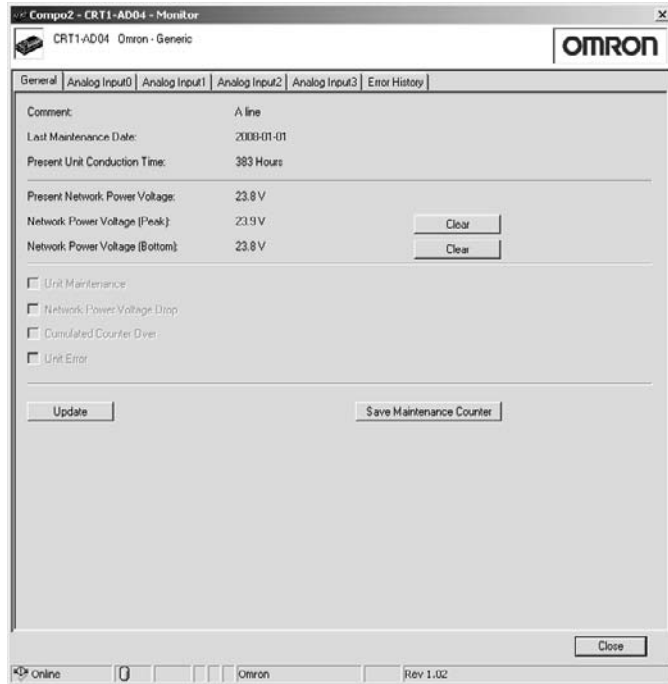 Compo2 - CRT1-AD04 - Monitor
CRT1-AD04 Omron - Generic
OMRON
General Analog Input0 Analog Input1 Analog Input2 Analog Input3 Error History
Comment: A line
Last Maintenance Date: 2008-01-01
Present Unit Conduction Time: 383 Hours
Present Network Power Voltage: 23.8 V
Network Power Voltage (Peak): 23.9 V Clear
Network Power Voltage (Bottom): 23.8 V Clear
Unit Maintenance
Network Power Voltage Drop
Cumulated Counter Over
Unit Error
Update Save Maintenance Counter
Close
Online Omron Rev 1.02